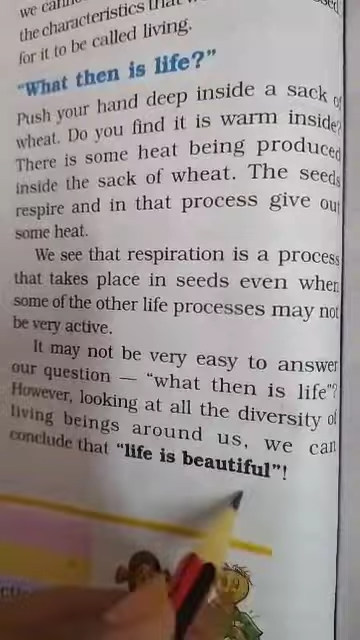 we
the characteristics that
for it to be called living.
"What then is life?"
Push your hand deep inside a sack of
wheat. Do you find it is warm inside?
There is some heat being produced
inside the sack of wheat. The seeds
respire and in that process give out
some heat.
We see that respiration is a process
that takes place in seeds even when
some of the other life processes may not
be very active.
It may not be very easy to answer
our question — "what then is life"?
However, looking at all the diversity of
living beings around us, we can
conclude that "life is beautiful"!